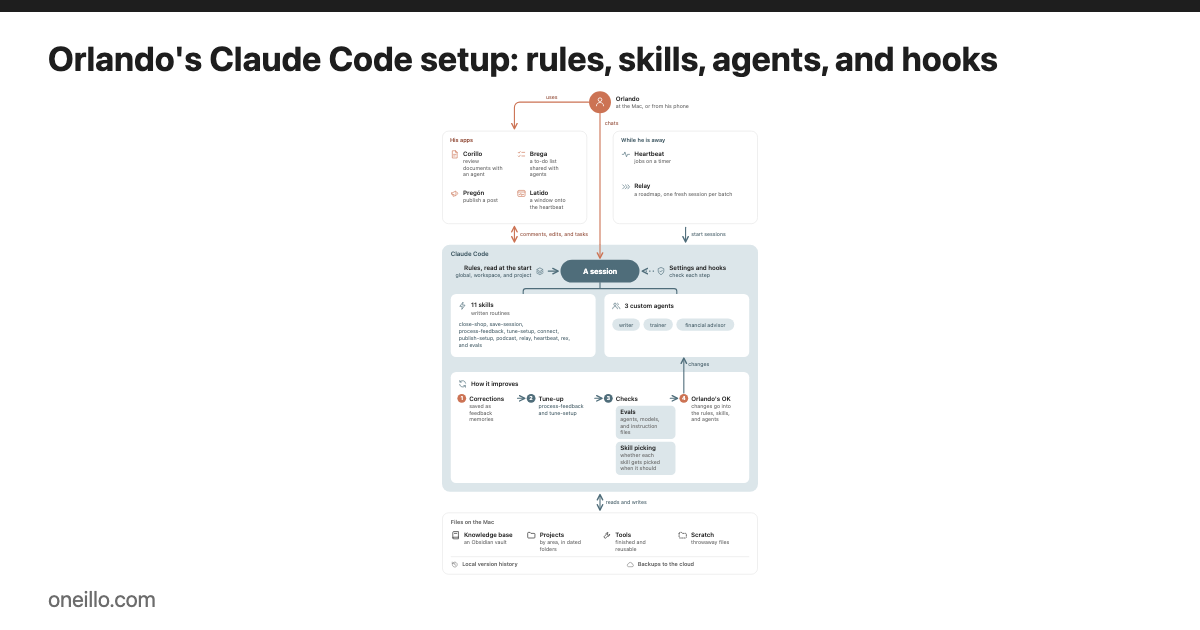 Orlando's Claude Code setup: rules, skills, agents, and hooks
uses
Orlando
at the Mac, or from his phone
chats
His apps
Corillo
review
documents with
an agent
Brega
a to-do list
shared with
agents
Pregón
publish a post
Latido
a window onto
the heartbeat
While he is away
Heartbeat
jobs on a timer
Relay
a roadmap, one fresh session per batch
comments, edits, and tasks
start sessions
Claude Code
Rules, read at the start
global, workspace, and project
A session
Settings and hooks
check each step
11 skills
written routines
close-shop, save-session,
process-feedback, tune-setup, connect,
publish-setup, podcast, relay, heartbeat, rex,
and evals
3 custom agents
writer
trainer
financial advisor
changes
How it improves
1
Corrections
saved as
feedback
memories
2
Tune-up
process-feedback
and tune-setup
3
Checks
Evals
agents, models,
and instruction
files
Skill picking
whether each
skill gets picked
when it should
4
Orlando's OK
changes go into
the rules, skills,
and agents
reads and writes
Files on the Mac
Knowledge base
an Obsidian vault
Projects
by area, in dated
folders
Tools
finished and
reusable
Scratch
throwaway files
Local version history
Backups to the cloud
oneillo.com